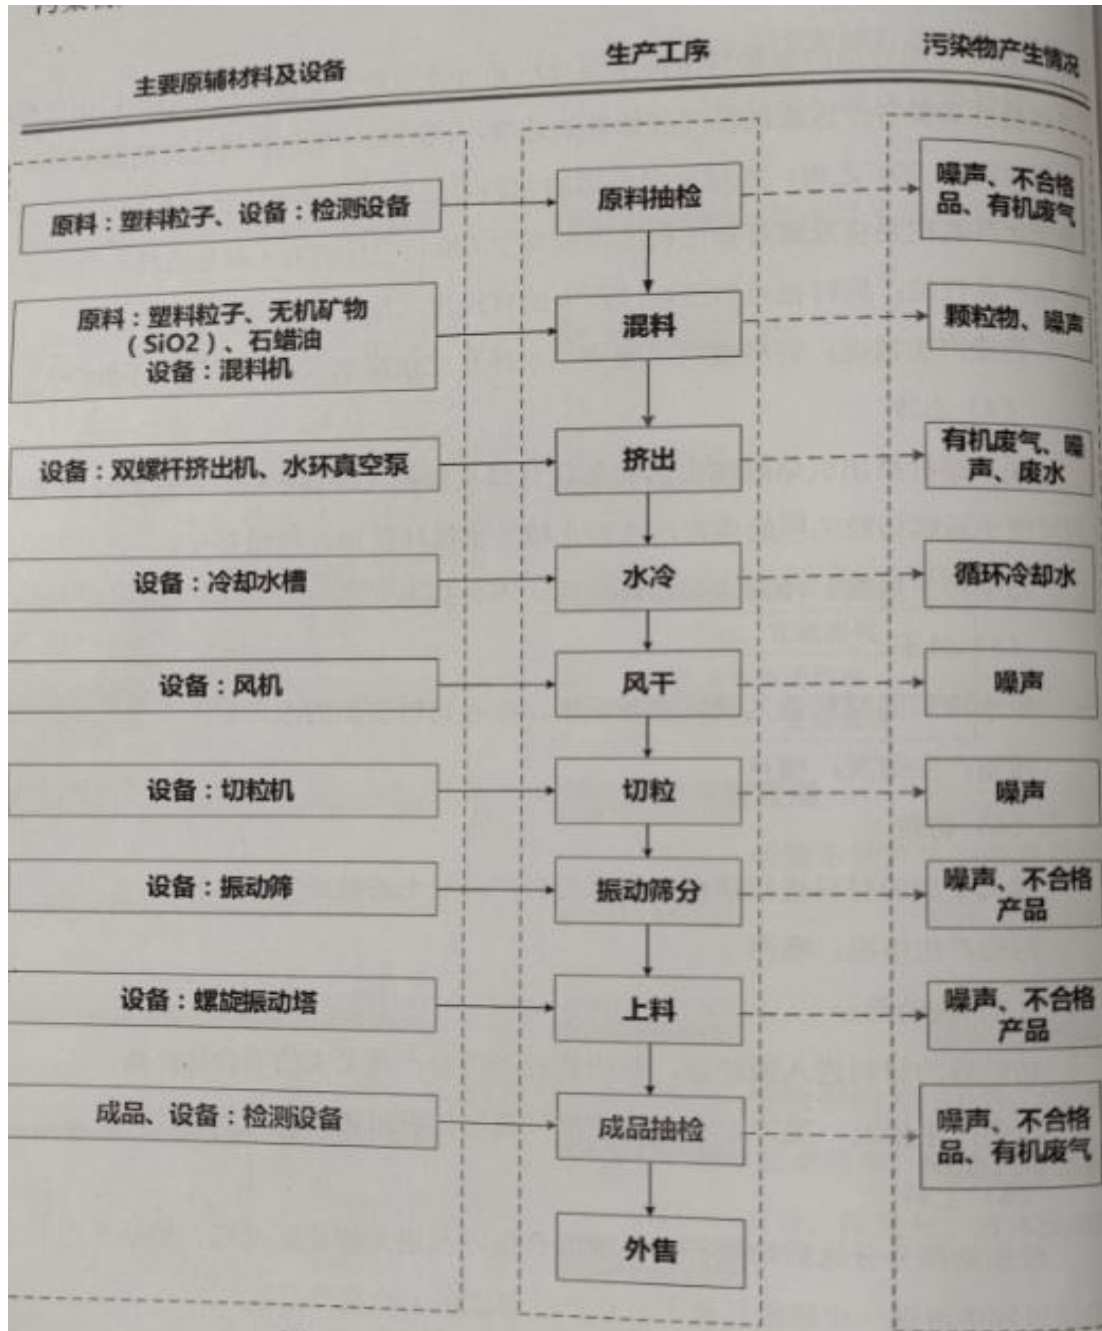 主要原辅材料及设备
生产工序
污染物产生情况
原料：塑料粒子、设备：检测设备
原料抽检
噪声、不合格
品、有机废气
原料：塑料粒子、无机矿物
（SiO2）、石蜡油
设备：混料机
混料
颗粒物、噪声
设备：双螺杆挤出机、水环真空泵
挤出
有机废气、噪
声、废水
设备：冷却水槽
水冷
循环冷却水
设备：风机
风干
噪声
设备：切粒机
切粒
噪声
设备：振动筛
振动筛分
噪声、不合格
产品
设备：螺旋振动塔
上料
噪声、不合格
产品
成品、设备：检测设备
成品抽检
噪声、不合格
品、有机废气
外售